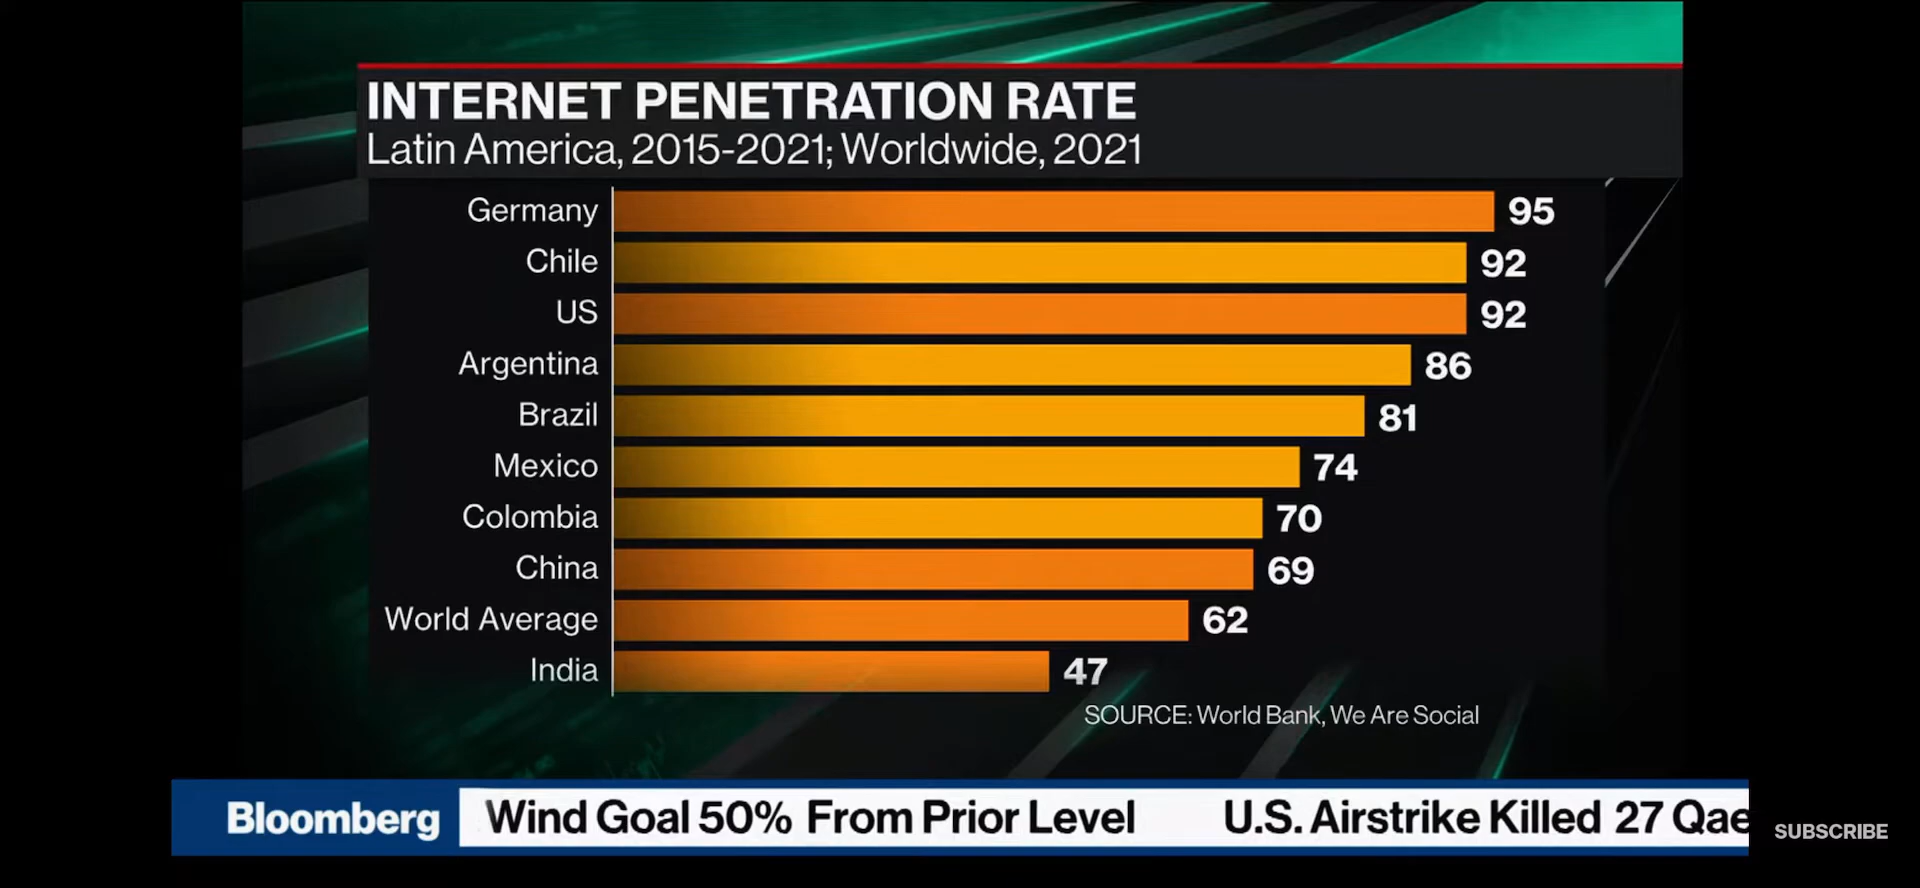 INTERNET PENETRATION RATE
Latin America, 2015-2021; Worldwide, 2021
Germany 95
Chile 92
US 92
Argentina 86
Brazil 81
Mexico 74
Colombia 70
China 69
World Average 62
India 47
SOURCE: World Bank, We Are Social
Bloomberg Wind Goal 50% From Prior Level U.S. Airstrike Killed 27 Qae
SUBSCRIBE